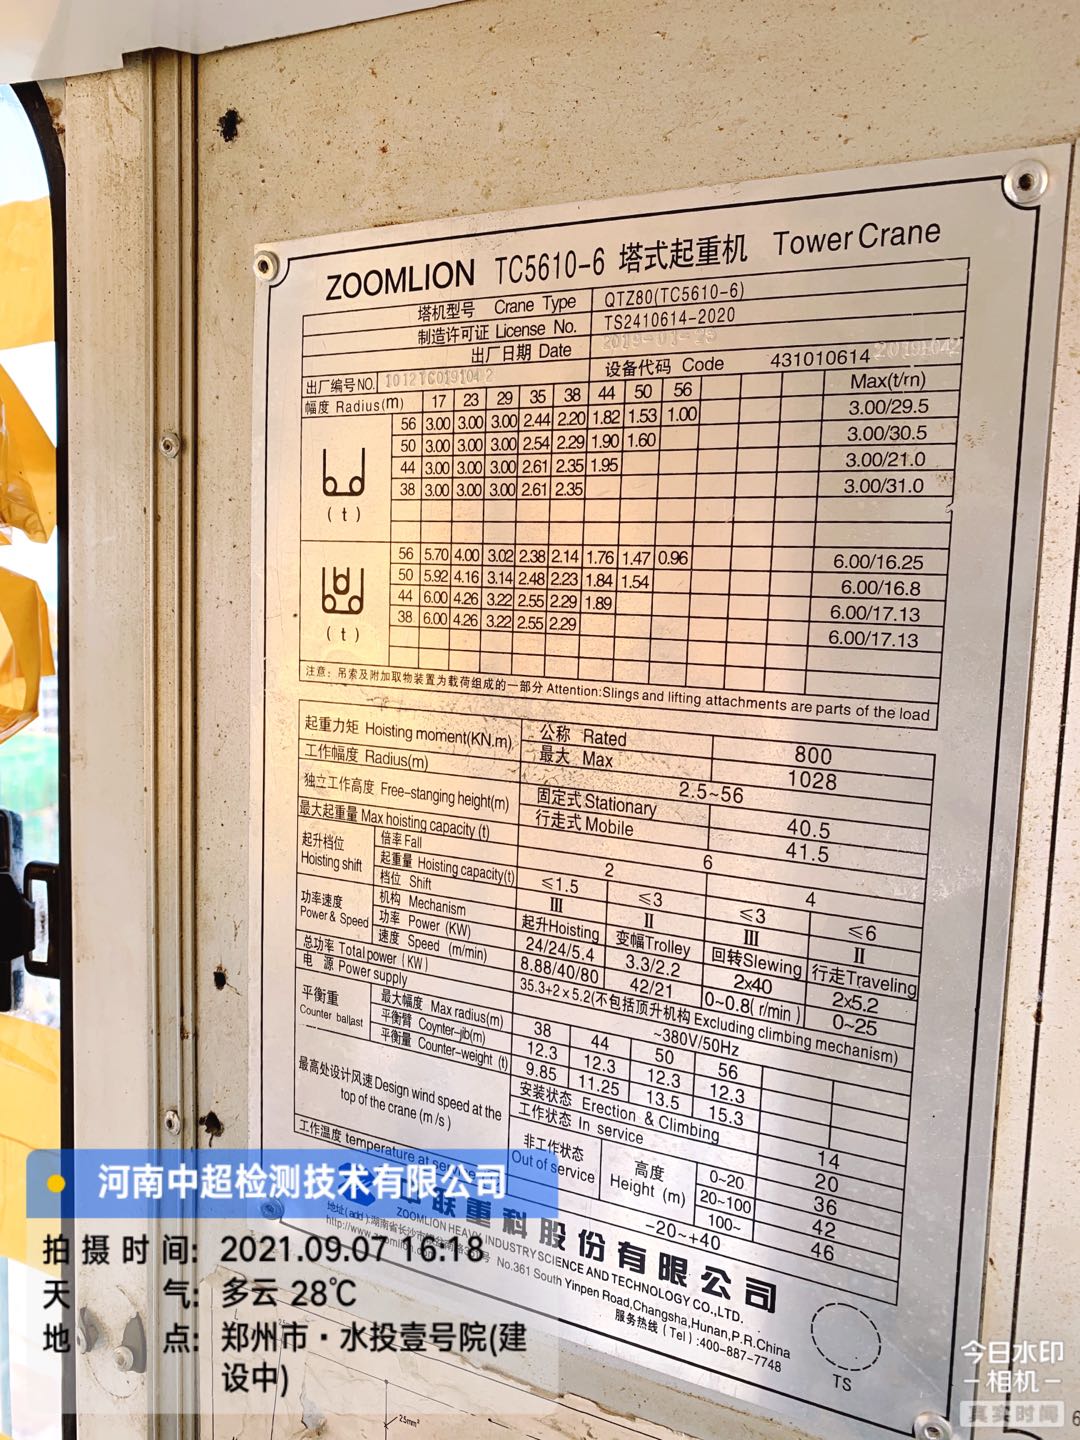 ZOOMLION TC5610-6 塔式起重机 Tower Crane
塔机型号 Crane Type QTZ80(TC5610-6)
制造许可证 License No. TS2410614-2020
出厂日期 Date
出厂编号NO. 1012TC0191042 设备代码 Code 4310106142019H042
幅度 Radius(m) 17 23 29 35 38 44 50 56 Max(t/m)
56 3.00 3.00 3.00 2.44 2.20 1.82 1.53 1.00 3.00/29.5
50 3.00 3.00 3.00 2.54 2.29 1.90 1.60 3.00/30.5
44 3.00 3.00 3.00 2.61 2.35 1.95 3.00/21.0
38 3.00 3.00 3.00 2.61 2.35 3.00/31.0
(t)
56 5.70 4.00 3.02 2.38 2.14 1.76 1.47 0.96 6.00/16.25
50 5.92 4.16 3.14 2.48 2.23 1.84 1.54 6.00/16.8
44 6.00 4.26 3.22 2.55 2.29 1.89 6.00/17.13
38 6.00 4.26 3.22 2.55 2.29 6.00/17.13
(t)
注意：吊索及附加取物装置为载荷组成的一部分 Attention:Slings and lifting attachments are parts of the load
起重力矩 Hoisting moment(KN.m) 公称 Rated 800
最大 Max 1028
工作幅度 Radius(m) 2.5~56
独立工作高度 Free-stanging height(m) 固定式 Stationary 40.5
行走式 Mobile 41.5
最大起重量 Max hoisting capacity (t) 6
起升档位 Hoisting shift 倍率 Fall 2 4
起重量 Hoisting capacity(t) ≤1.5 ≤3 ≤3 ≤6
档位 Shift III II III II
功率速度 Power & Speed 机构 Mechanism 起升Hoisting 变幅Trolley 回转Slewing 行走Traveling
功率 Power (KW) 24/24/5.4 3.3/2.2 2x40 2x5.2
速度 Speed (m/min) 8.88/40/80 42/21 0~0.8( r/min ) 0~25
总功率 Total power ( KW ) 35.3+2×5.2(不包括顶升机构 Excluding climbing mechanism)
电 源 Power supply ~380V/50Hz
平衡重 Counter ballast 最大幅度 Max radius(m) 38 44 50 56
平衡臂 Coynter-jib(m) 12.3 12.3 12.3 12.3
平衡量 Counter-weight (t) 9.85 11.25 13.5 15.3
最高处设计风速 Design wind speed at the top of the crane (m/s) 安装状态 Erection & Climbing 14
工作状态 In service 20
非工作状态 Out of service 高度 Height (m) 0~20 36
20~100 42
100~ 46
工作温度 temperature at -20~+40
中联重科股份有限公司
ZOOMLION HEAVY INDUSTRY SCIENCE AND TECHNOLOGY CO.,LTD.
No.361 South Yinpen Road,Changsha,Hunan,P.R.China
服务热线 (Tel) :400-887-7748
TS
河南中超检测技术有限公司
拍摄时间: 2021.09.07 16:18
天气: 多云 28℃
地点: 郑州市·水投壹号院(建
设中)
今日水印
相机
真实时间
25mm²
6